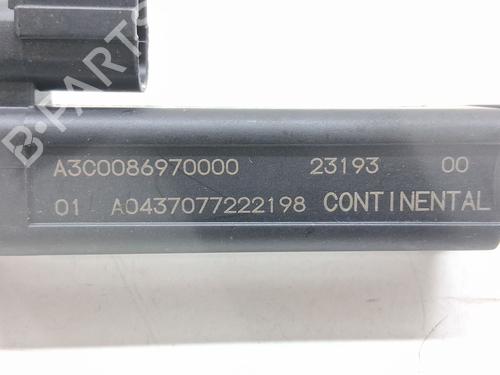 B-PARTS
A3C0086970000 23193 00
01 A0437077222198 CONTINENTAL